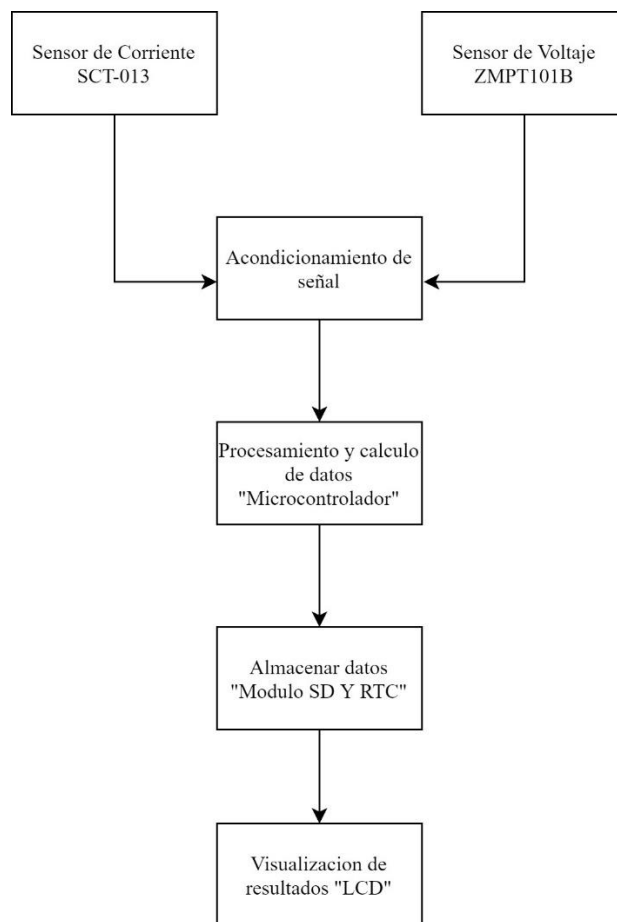 Sensor de Corriente
SCT-013
Sensor de Voltaje
ZMPT101B
Acondicionamiento de
señal
Procesamiento y calculo
de datos
"Microcontrolador"
Almacenar datos
"Modulo SD Y RTC"
Visualizacion de
resultados "LCD"